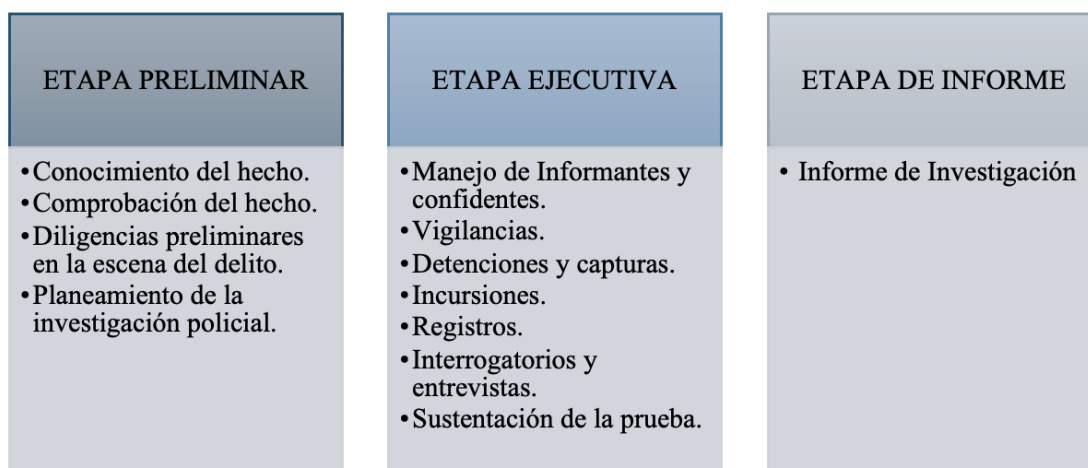 ETAPA PRELIMINAR
•Conocimiento del hecho.
•Comprobación del hecho.
•Diligencias preliminares
en la escena del delito.
•Planeamiento de la
investigación policial.
ETAPA EJECUTIVA
•Manejo de Informantes y
confidentes.
•Vigilancias.
•Detenciones y capturas.
•Incursiones.
•Registros.
•Interrogatorios y
entrevistas.
•Sustentación de la prueba.
ETAPA DE INFORME
• Informe de Investigación